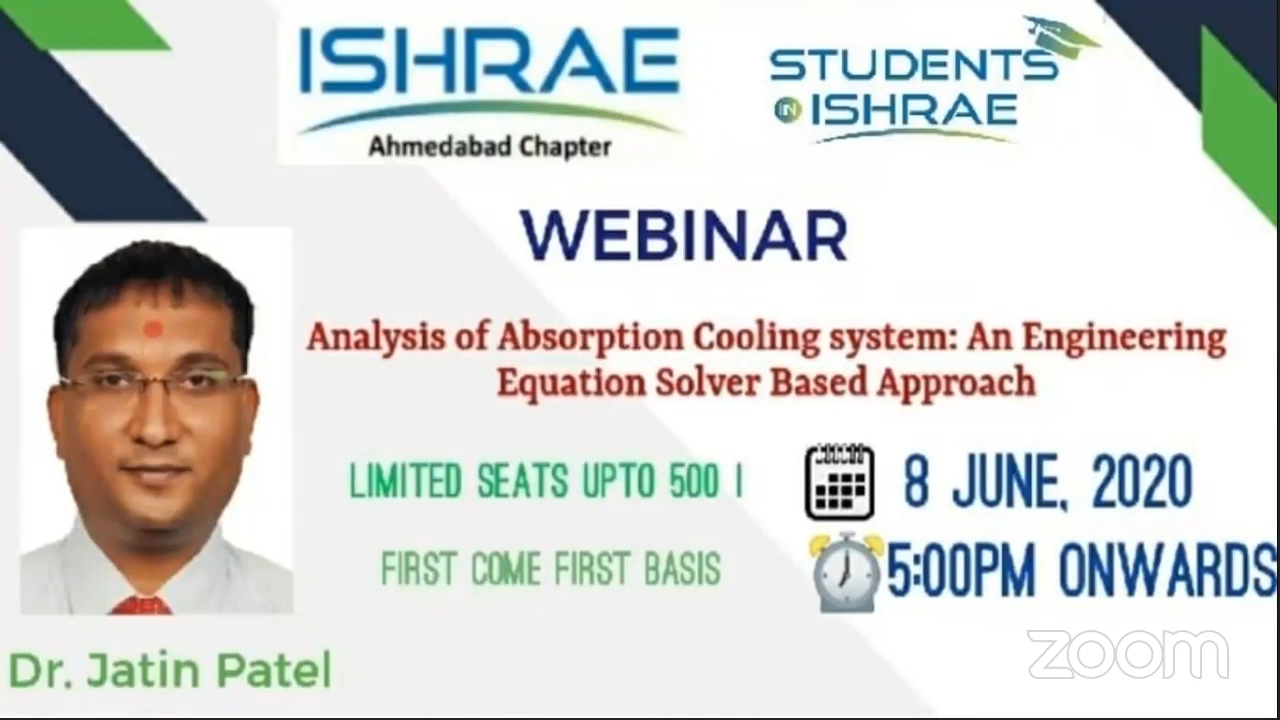 ISHRAE
Ahmedabad Chapter
STUDENTS
IN ISHRAE
WEBINAR
Analysis of Absorption Cooling system: An Engineering
Equation Solver Based Approach
LIMITED SEATS UPTO 500 !
8 JUNE, 2020
FIRST COME FIRST BASIS
5:00PM ONWARDS
Dr. Jatin Patel
zoom